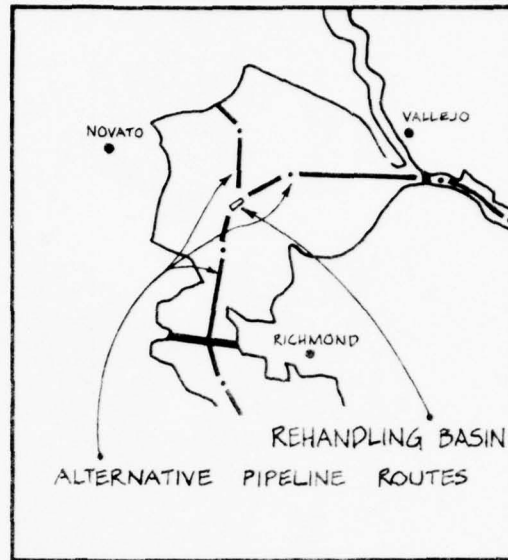 NOVATO
VALLEJO
RICHMOND
REHANDLING BASIN
ALTERNATIVE PIPELINE ROUTES